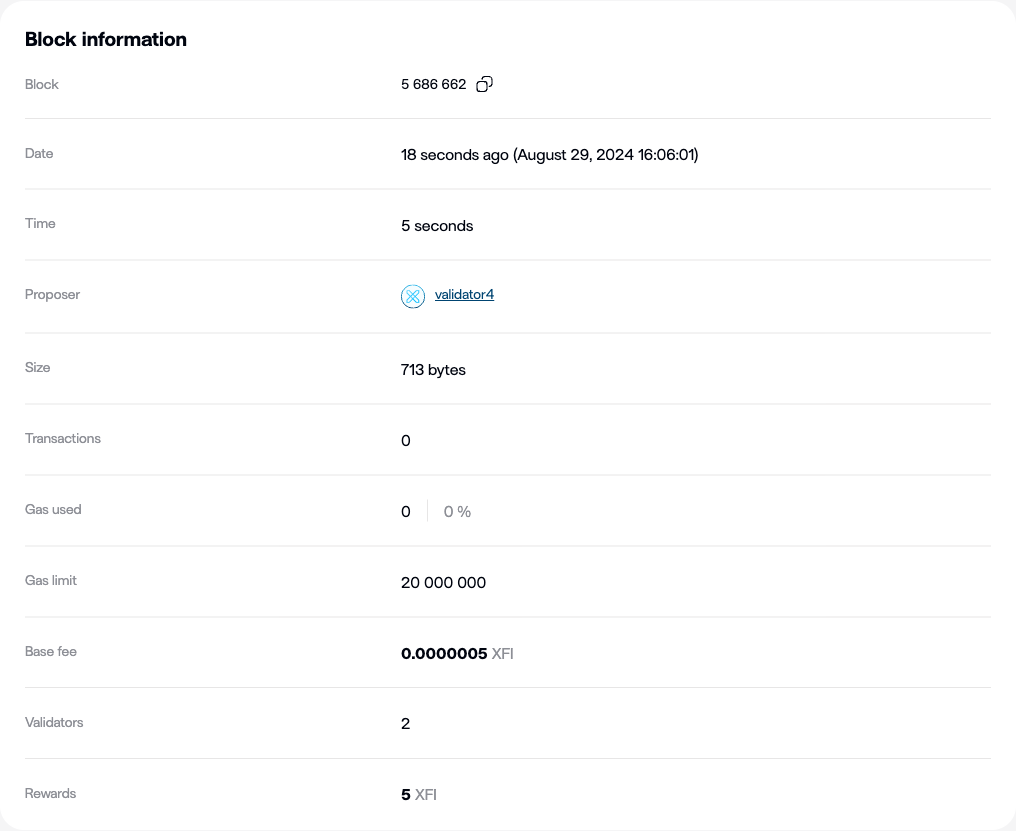 Block information
Block 5 686 662
Date 18 seconds ago (August 29, 2024 16:06:01)
Time 5 seconds
Proposer validator4
Size 713 bytes
Transactions 0
Gas used 0 0 %
Gas limit 20 000 000
Base fee 0.0000005 XFI
Validators 2
Rewards 5 XFI